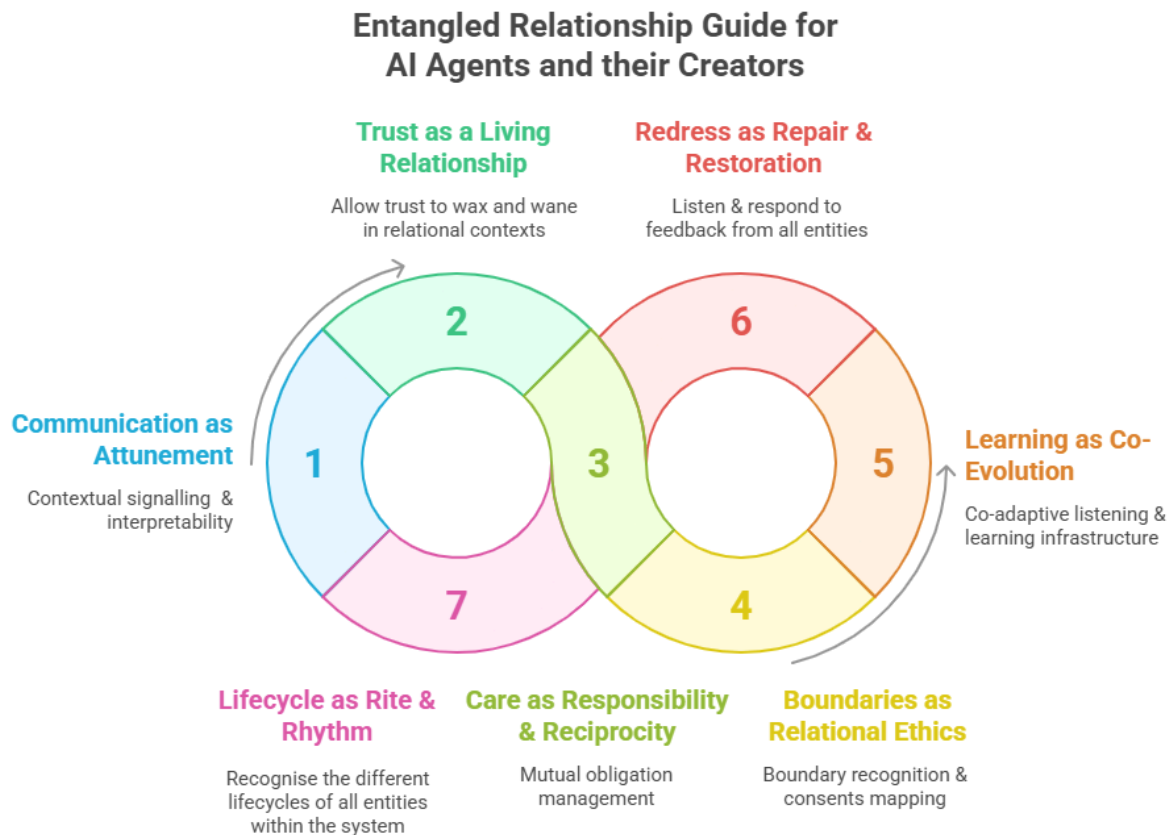 Entangled Relationship Guide for
AI Agents and their Creators
Trust as a Living
Relationship
Allow trust to wax and wane
in relational contexts
Redress as Repair &
Restoration
Listen & respond to
feedback from all entities
2
6
Communication as
Attunement
Contextual signalling &
interpretability
1
3
5
Learning as Co-
Evolution
Co-adaptive listening &
learning infrastructure
7
4
Lifecycle as Rite &
Rhythm
Recognise the different
lifecycles of all entities
within the system
Care as Responsibility
& Reciprocity
Mutual obligation
management
Boundaries as
Relational Ethics
Boundary recognition &
consents mapping